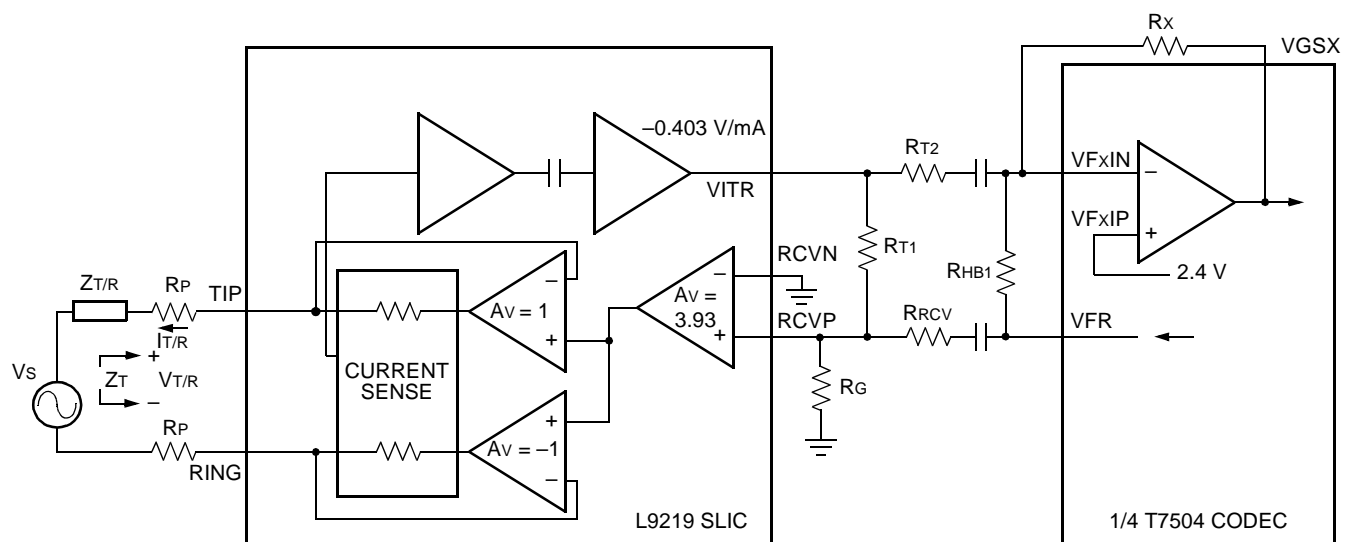 RX
VGSX
–0.403 V/mA
RT2
VITR
VFXIN
–
VFXIP
+
2.4 V
RT1
RHB1
RCVN
–
AV =
3.93
RCVP
+
RRCV
VFR
RG
ZT/R
RP
TIP
IT/R
VS
ZT
+
VT/R
–
RP
RING
CURRENT
SENSE
–
AV = 1
+
+
AV = –1
–
L9219 SLIC
1/4 T7504 CODEC